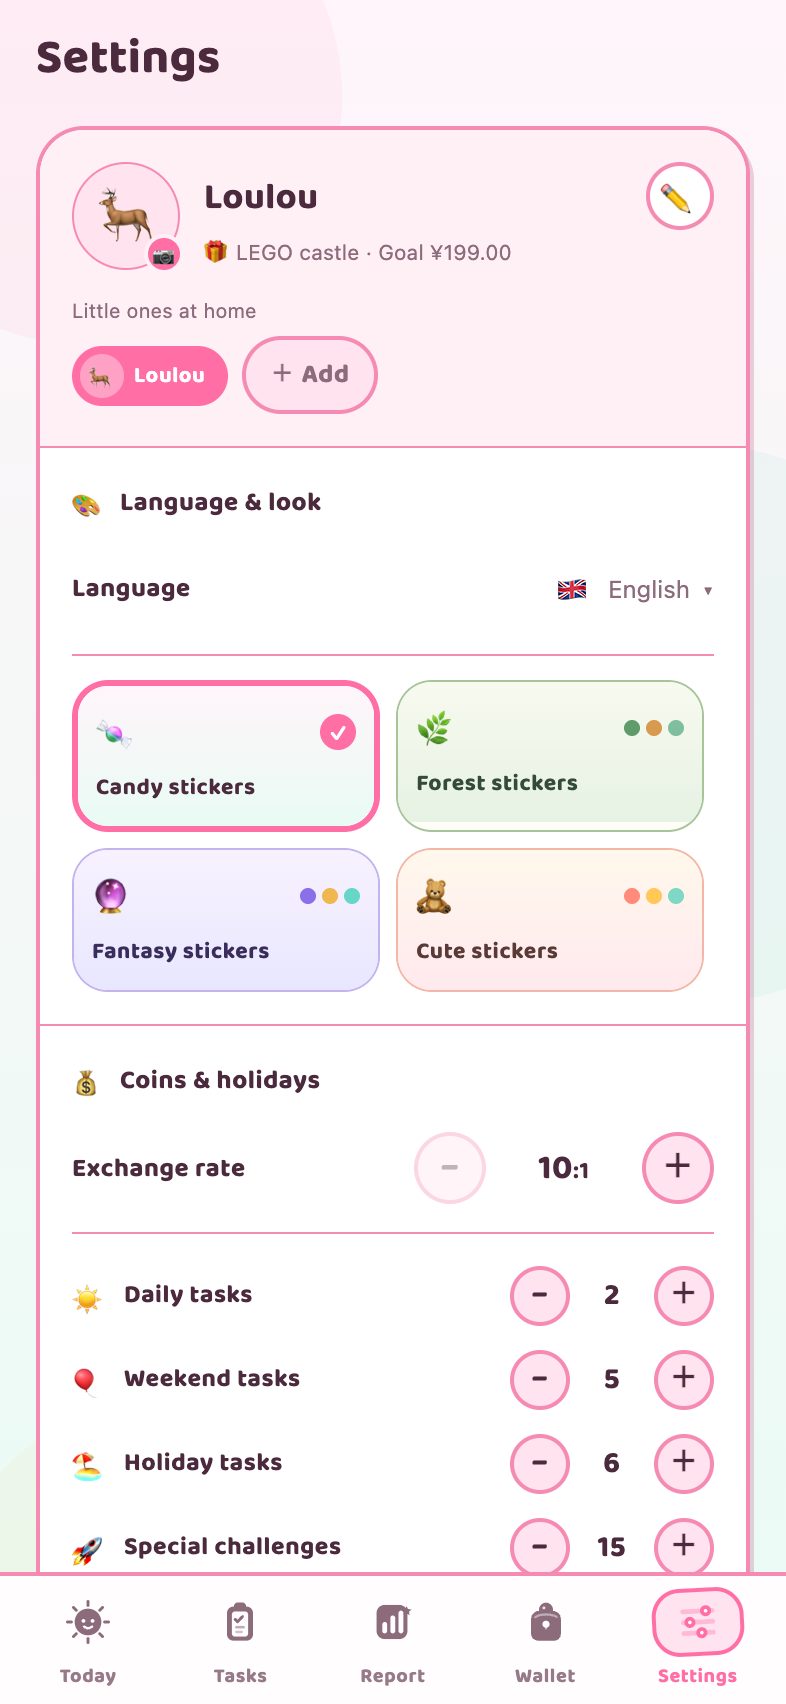 Settings
Loulou
LEGO castle · Goal ¥199.00
Little ones at home
Loulou
+ Add
Language & look
Language
English ▾
Candy stickers
Forest stickers
Fantasy stickers
Cute stickers
Coins & holidays
Exchange rate
- 10:1 +
Daily tasks
- 2 +
Weekend tasks
- 5 +
Holiday tasks
- 6 +
Special challenges
- 15 +
Today
Tasks
Report
Wallet
Settings